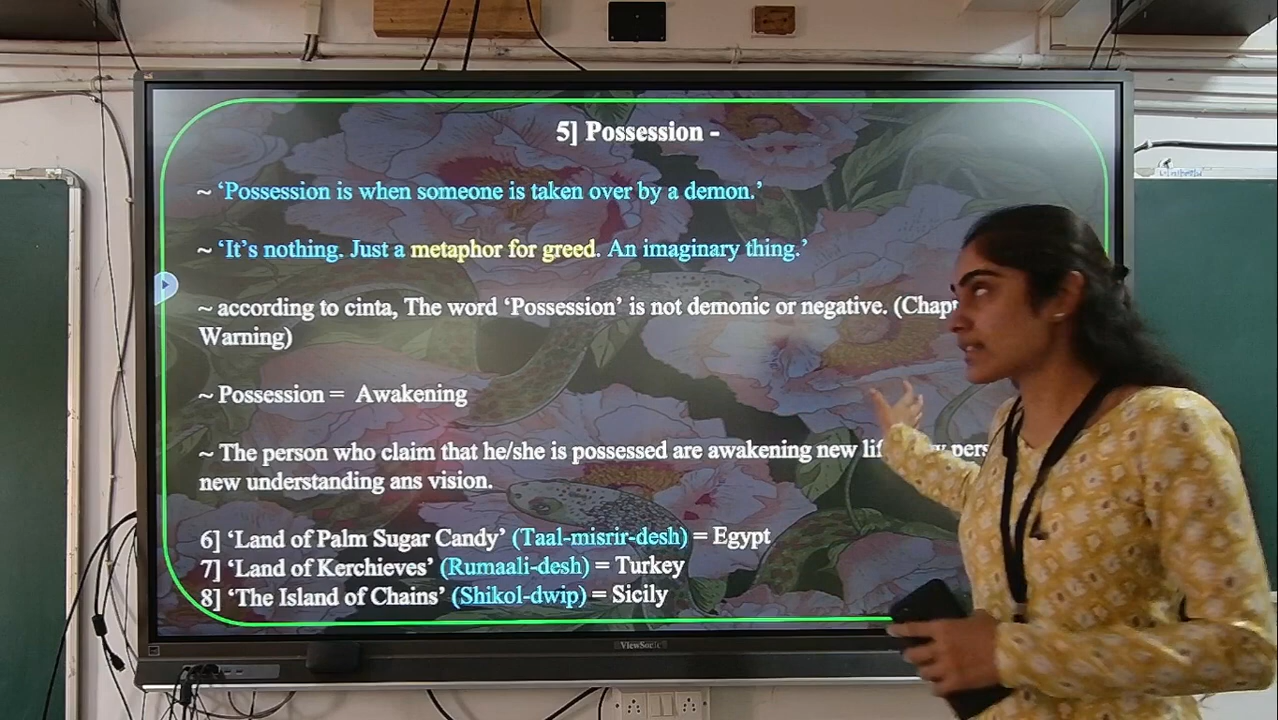 5] Possession -
~ ‘Possession is when someone is taken over by a demon.’
~ ‘It’s nothing. Just a metaphor for greed. An imaginary thing.’
~ according to cinta, The word ‘Possession’ is not demonic or negative. (Chap
Warning)
~ Possession = Awakening
~ The person who claim that he/she is possessed are awakening new
new understanding ans vision.
6] ‘Land of Palm Sugar Candy’ (Taal-misrir-desh) = Egypt
7] ‘Land of Kerchieves’ (Rumaali-desh) = Turkey
8] ‘The Island of Chains’ (Shikol-dwip) = Sicily
ViewSonic